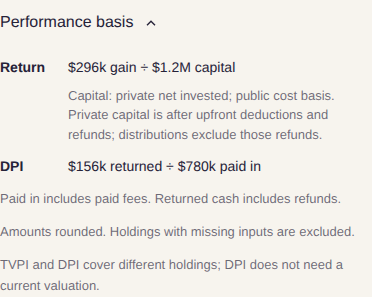 Performance basis
Return $296k gain ÷ $1.2M capital
Capital: private net invested; public cost basis.
Private capital is after upfront deductions and
refunds; distributions exclude those refunds.
DPI $156k returned ÷ $780k paid in
Paid in includes paid fees. Returned cash includes refunds.
Amounts rounded. Holdings with missing inputs are excluded.
TVPI and DPI cover different holdings; DPI does not need a
current valuation.